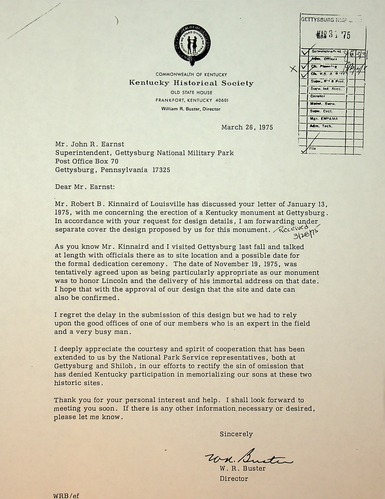 COMMONWEALTH OF KENTUCKY
Kentucky Historical Society
OLD STATE HOUSE
FRANKFORT, KENTUCKY 40601
William R. Buster, Director
GETTYSBURG
MAR 31 '75
Superintendent
Adm. Officer
Ch. Planning
March 26, 1975
Mr. John R. Earnst
Superintendent, Gettysburg National Military Park
Post Office Box 70
Gettysburg, Pennsylvania 17325
Dear Mr. Earnst:
Mr. Robert B. Kinnaird of Louisville has discussed your letter of January 13,
1975, with me concerning the erection of a Kentucky monument at Gettysburg.
In accordance with your request for design details, I am forwarding under
separate cover the design proposed by us for this monument.
Received
3/28/75
As you know Mr. Kinnaird and I visited Gettysburg last fall and talked
at length with officials there as to site location and a possible date for
the formal dedication ceremony. The date of November 19, 1975, was
tentatively agreed upon as being particularly appropriate as our monument
was to honor Lincoln and the delivery of his immortal address on that date.
I hope that with the approval of our design that the site and date can
also be confirmed.
I regret the delay in the submission of this design but we had to rely
upon the good offices of one of our members who is an expert in the field
and a very busy man.
I deeply appreciate the courtesy and spirit of cooperation that has been
extended to us by the National Park Service representatives, both at
Gettysburg and Shiloh, in our efforts to rectify the sin of omission that
has denied Kentucky participation in memorializing our sons at these two
historic sites.
Thank you for your personal interest and help. I shall look forward to
meeting you soon. If there is any other information necessary or desired,
please let me know.
Sincerely
W.R. Buster
W. R. Buster
Director
WRB/ef